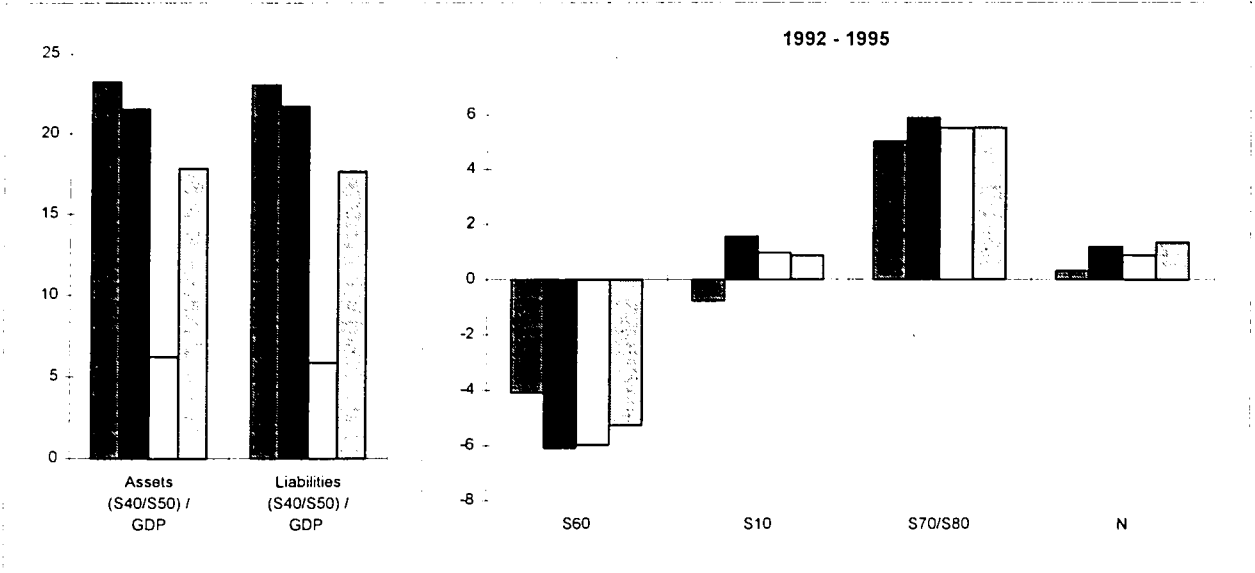 25
20
15
10
5
0
Assets
(S40/S50) /
GDP
Liabilities
(S40/S50) /
GDP
1992 - 1995
6
4
2
0
-2
-4
-6
-8
S60
S10
S70/S80
N